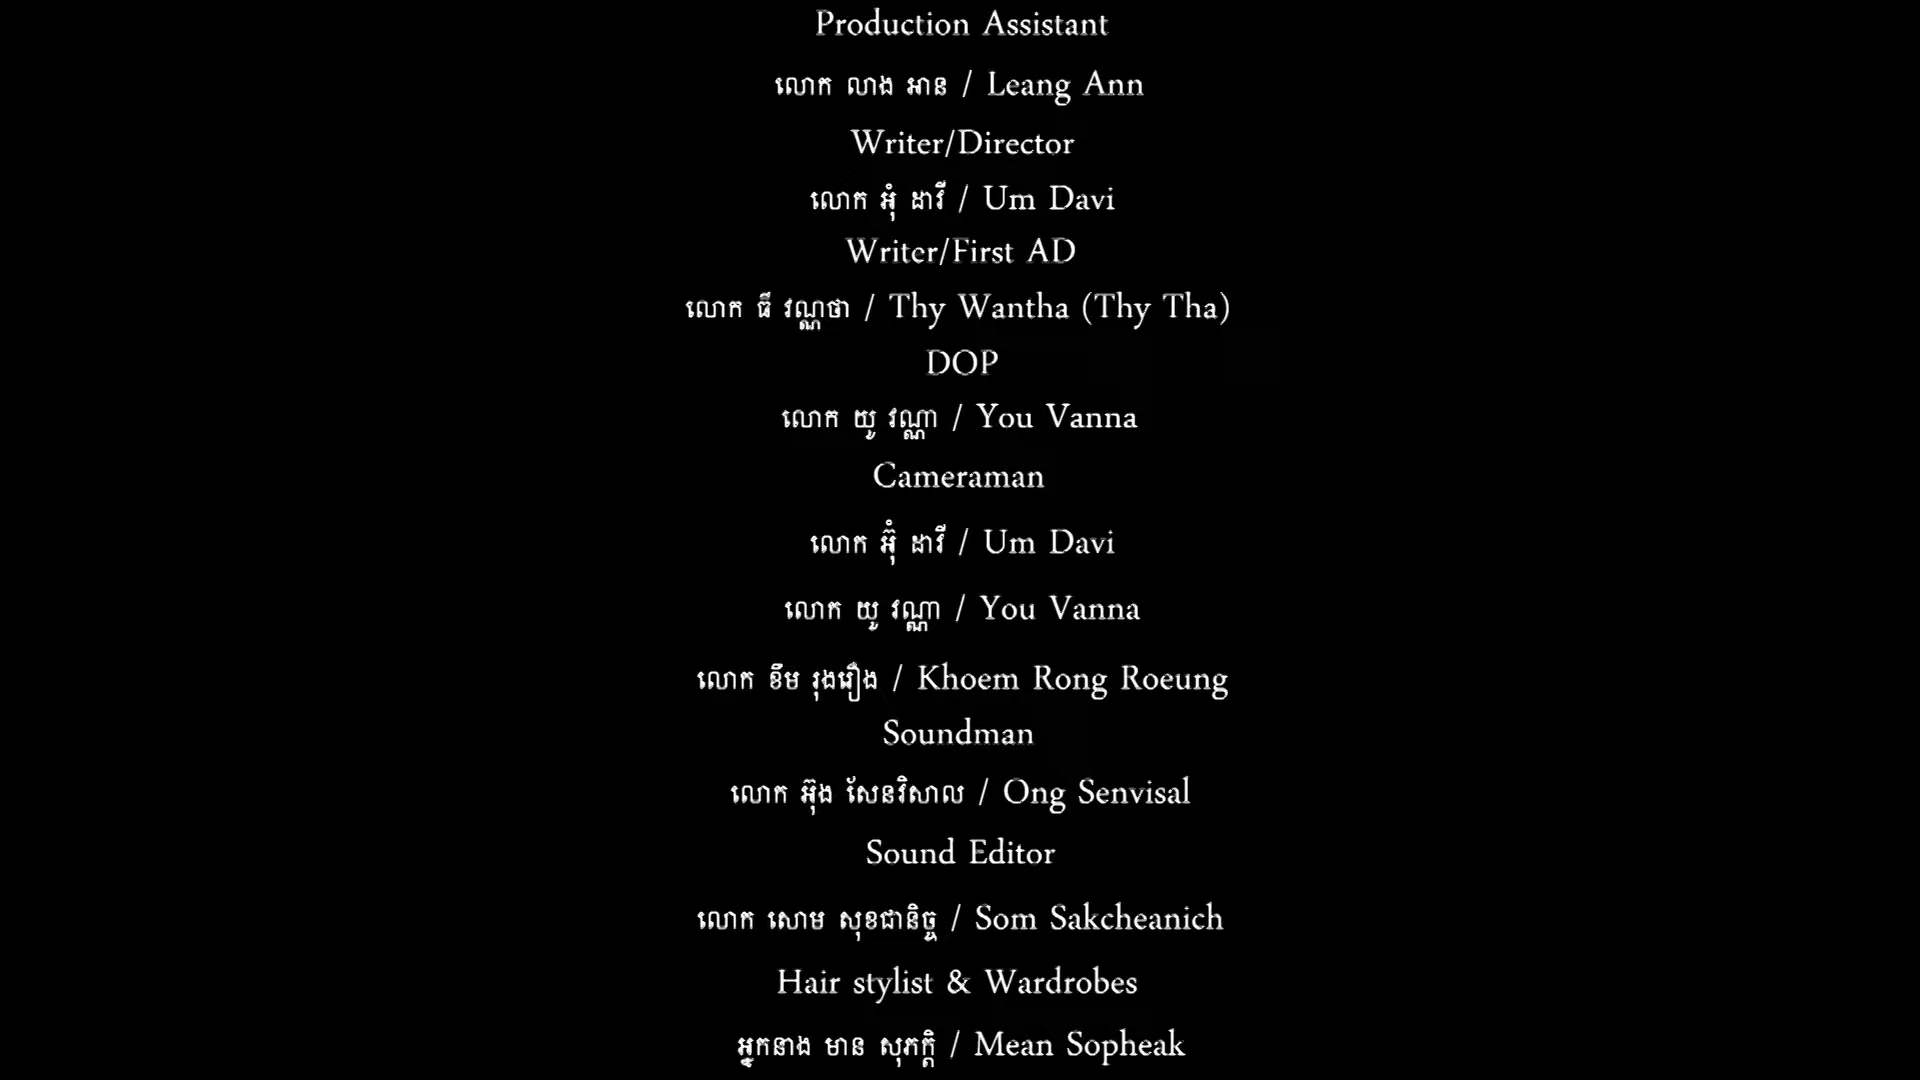 Production Assistant
លោក លាង អាន / Leang Ann
Writer/Director
លោក អុំ ដាវី / Um Davi
Writer/First AD
លោក ធី វណ្ណថា / Thy Wantha (Thy Tha)
DOP
លោក យូ វណ្ណា / You Vanna
Cameraman
លោក អ៊ុំ ដាវី / Um Davi
លោក យូ វណ្ណា / You Vanna
លោក ខឹម រុងរឿង / Khoem Rong Roeung
Soundman
លោក អ៊ុង សែនវិសាល / Ong Senvisal
Sound Editor
លោក សោម សុខជានិច្ច / Som Sakcheanich
Hair stylist & Wardrobes
អ្នកនាង មាន សុភក្តិ / Mean Sopheak